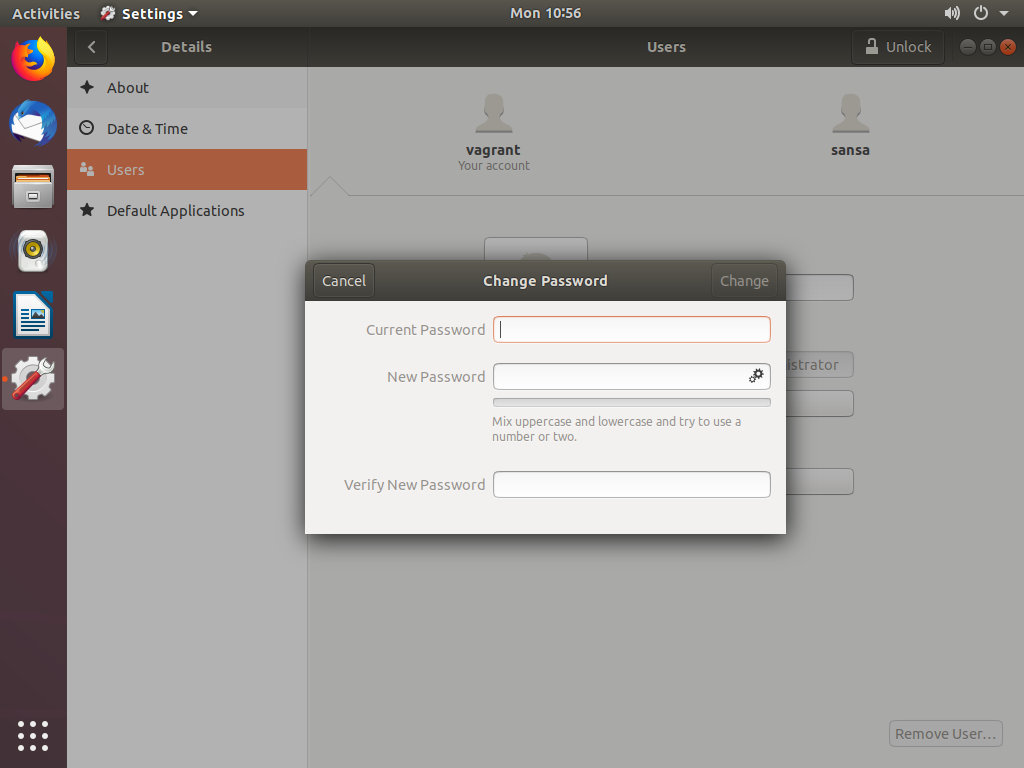 Activities Settings Mon 10:56
Details Users Unlock
About
Date & Time
Users
Default Applications
vagrant
Your account
sansa
Cancel Change Password Change
Current Password
New Password
Mix uppercase and lowercase and try to use a
number or two.
Verify New Password
istrator
Remove User...